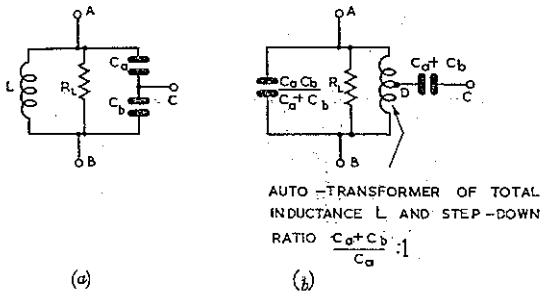 A
L
R_L
C_a
C_b
C
B
(a)
A
C_a C_b
C_a + C_b
R_L
D
C_a + C_b
C
B
AUTO-TRANSFORMER OF TOTAL
INDUCTANCE L AND STEP-DOWN
RATIO C_a + C_b / C_a :1
(b)